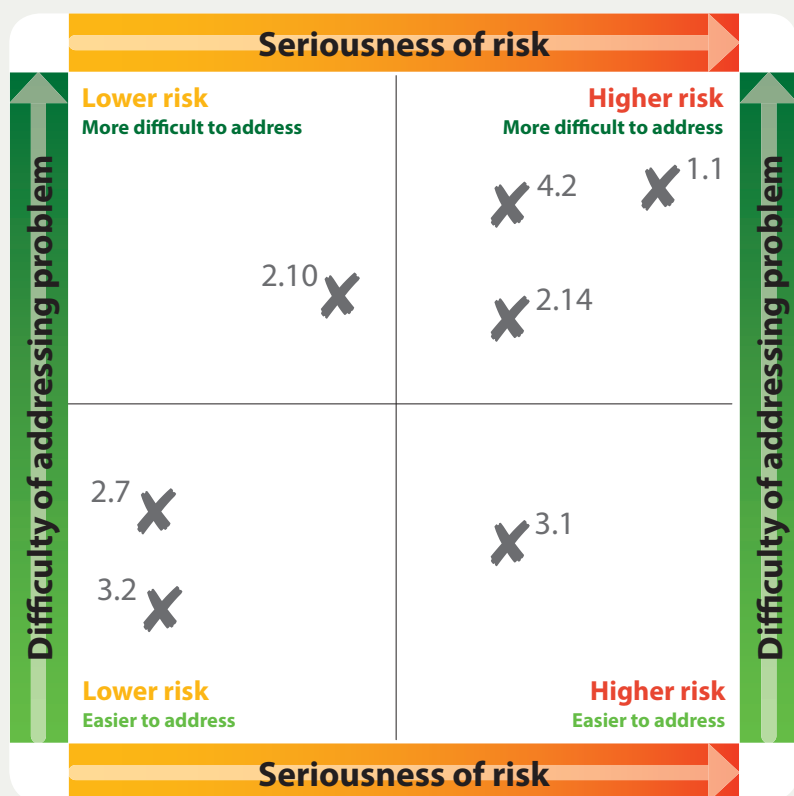 Seriousness of risk
Difficulty of addressing problem
Lower risk
More difficult to address
Higher risk
More difficult to address
Difficulty of addressing problem
1.1
4.2
2.10
2.14
2.7
3.1
3.2
Lower risk
Easier to address
Higher risk
Easier to address
Seriousness of risk